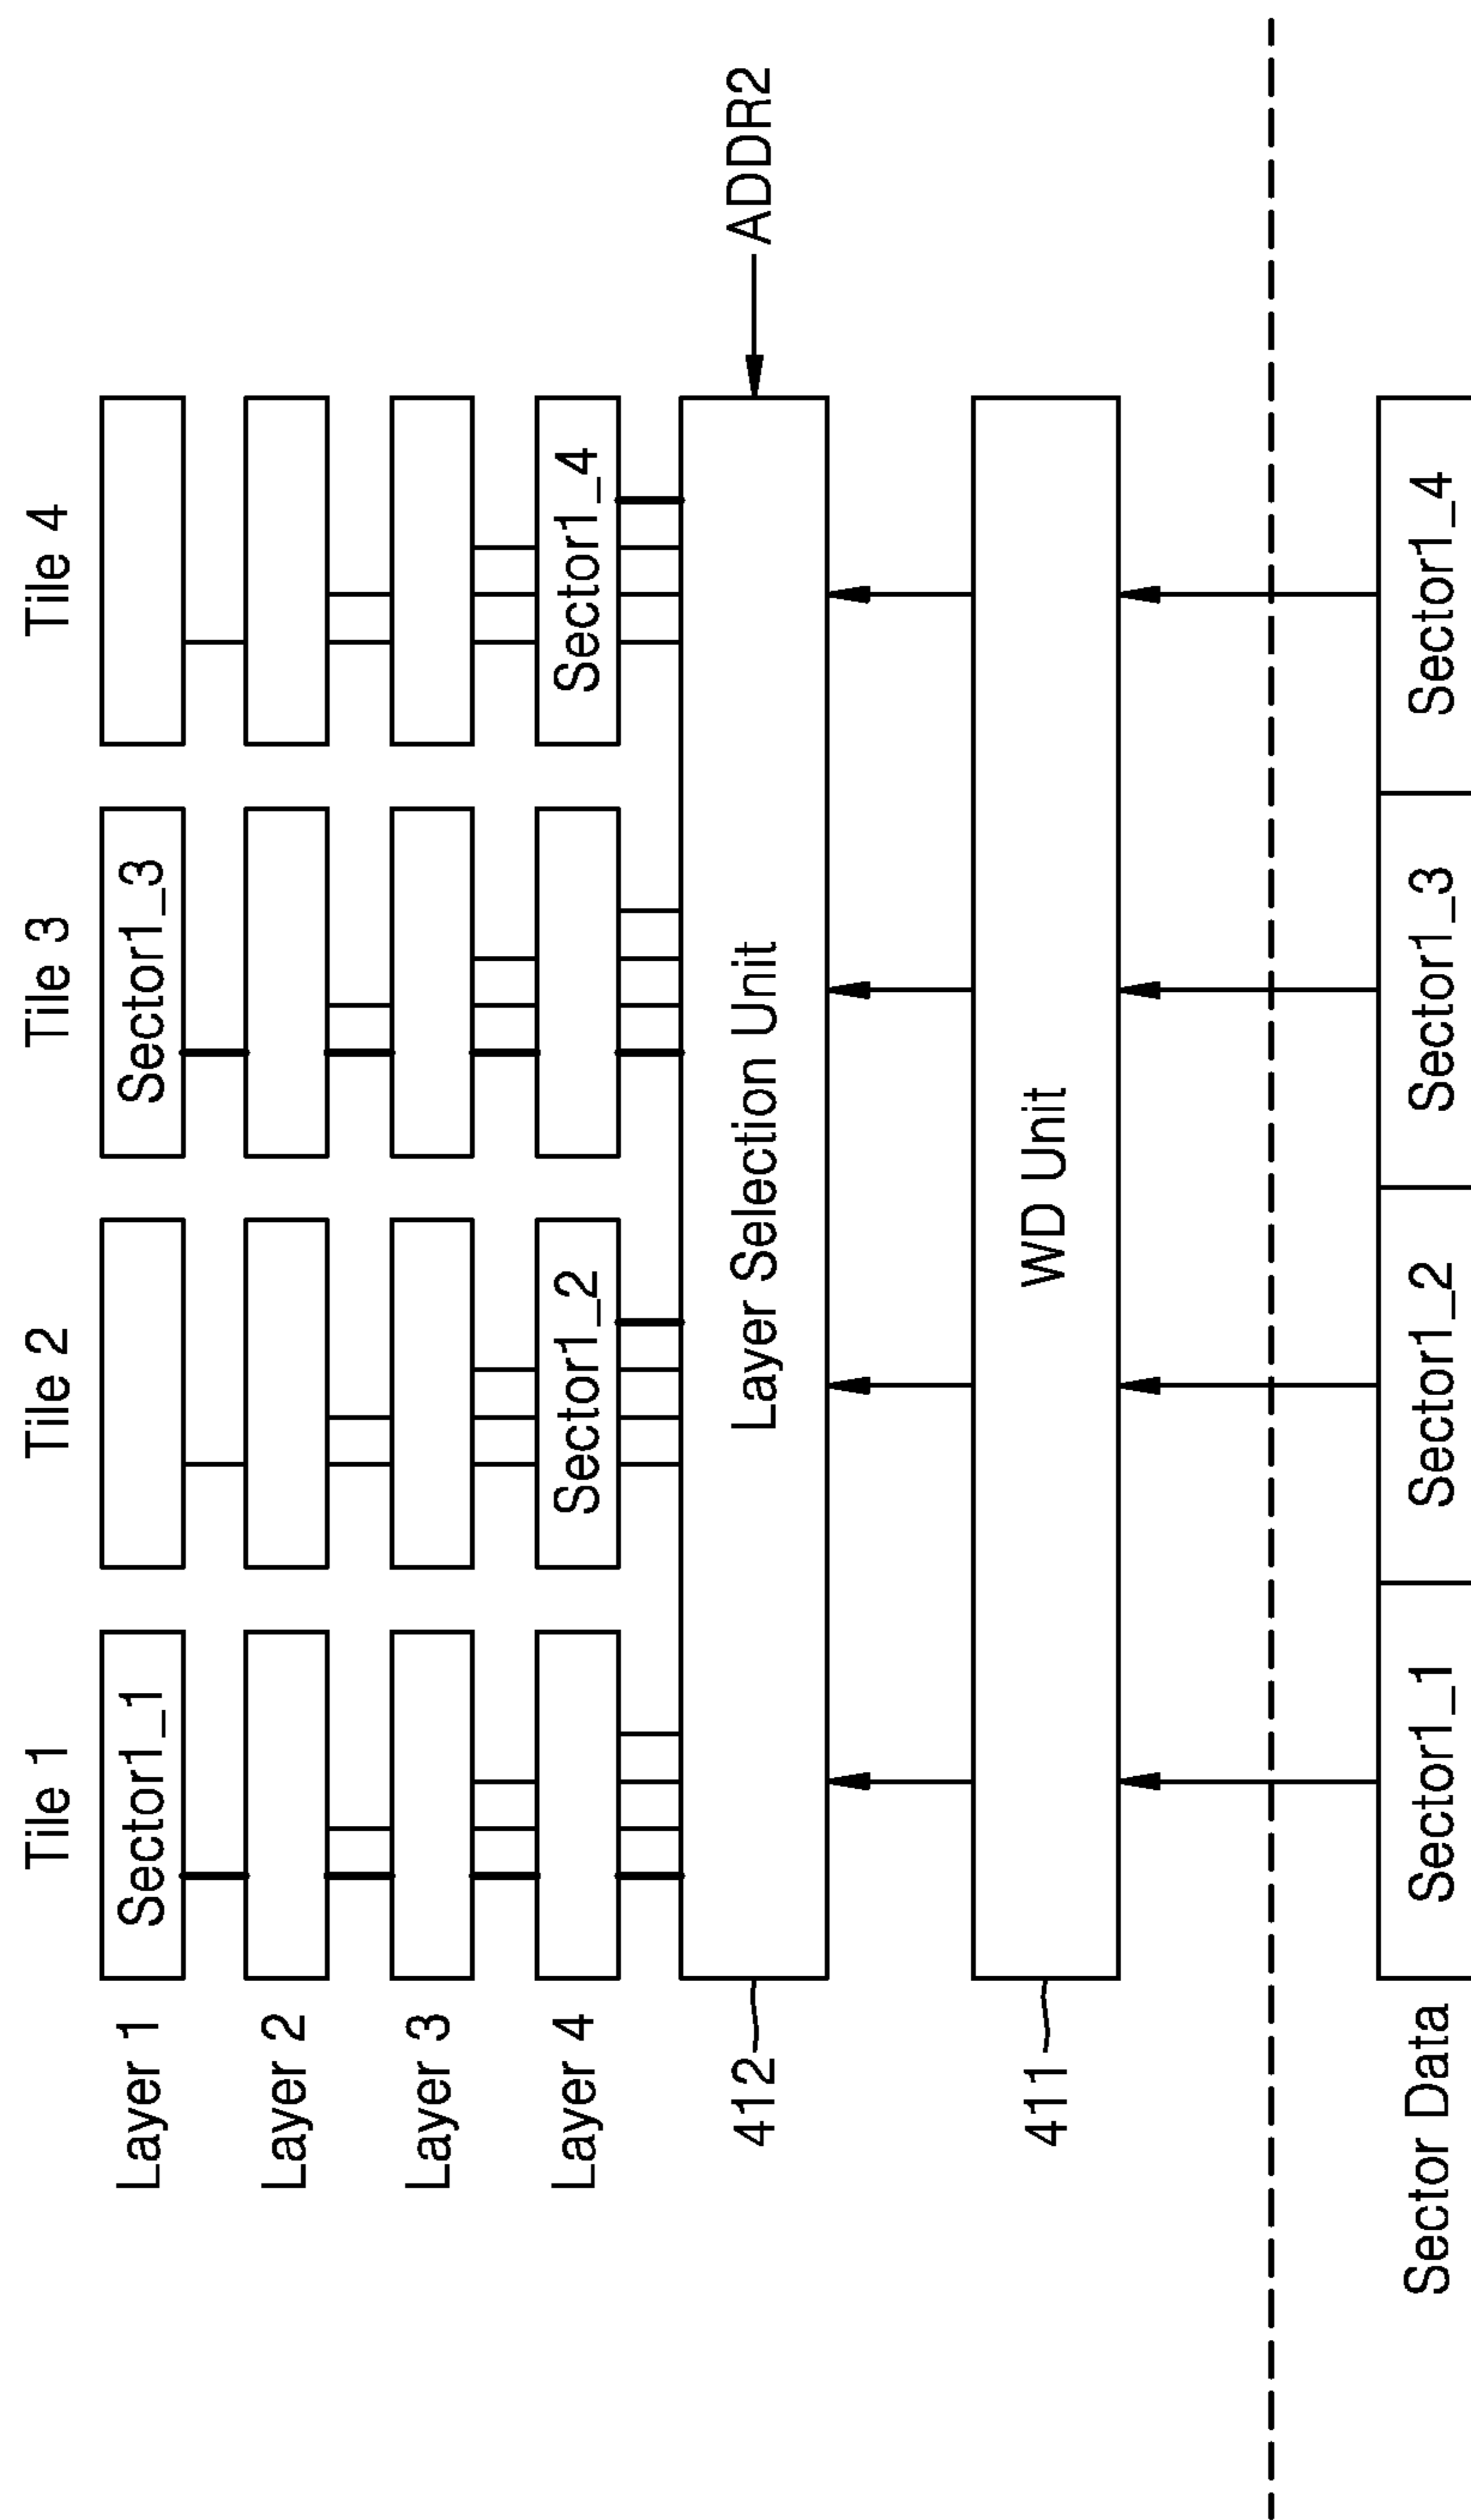 Tile 1 Tile 2 Tile 3 Tile 4
Layer 1 Sector1_1 Sector1_3
Layer 2
Layer 3
Layer 4 Sector1_2 Sector1_4
412 Layer Selection Unit ADDR2
411 WD Unit
Sector Data Sector1_1 Sector1_2 Sector1_3 Sector1_4